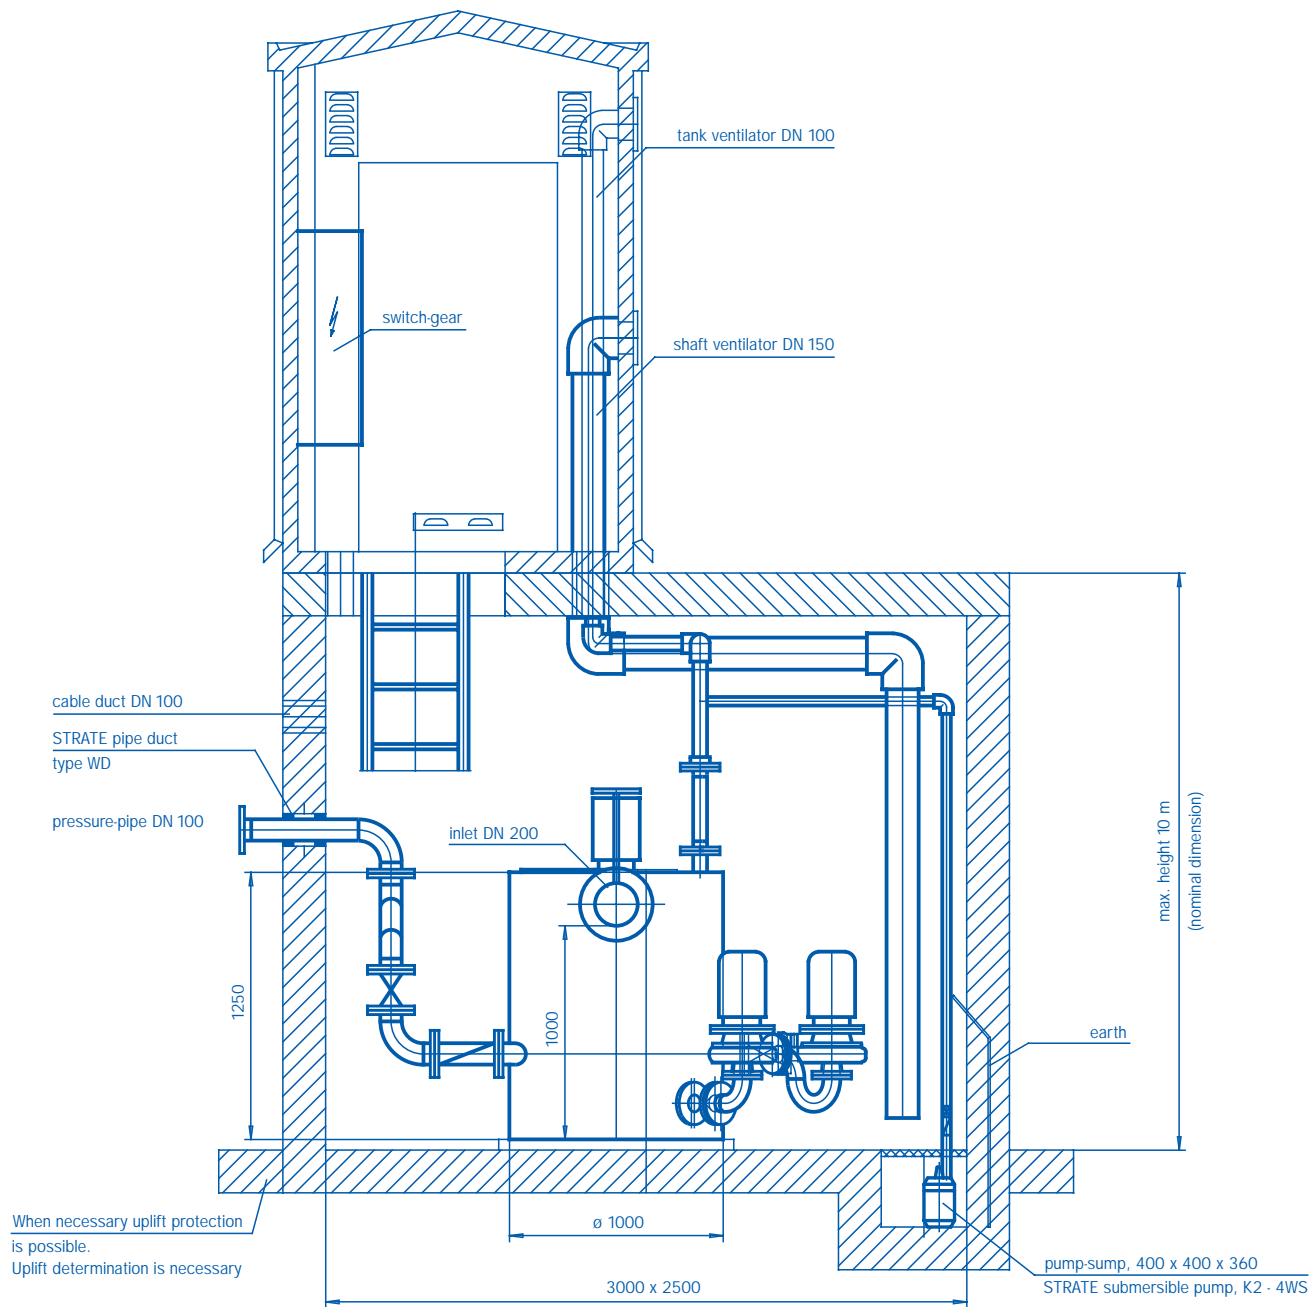 tank ventilator DN 100
switch-gear
shaft ventilator DN 150
cable duct DN 100
STRATE pipe duct
type WD
pressure-pipe DN 100
inlet DN 200
max. height 10 m
(nominal dimension)
1250
1000
earth
When necessary uplift protection
is possible.
Uplift determination is necessary
ø 1000
3000 x 2500
pump-sump, 400 x 400 x 360
STRATE submersible pump, K2 - 4WS